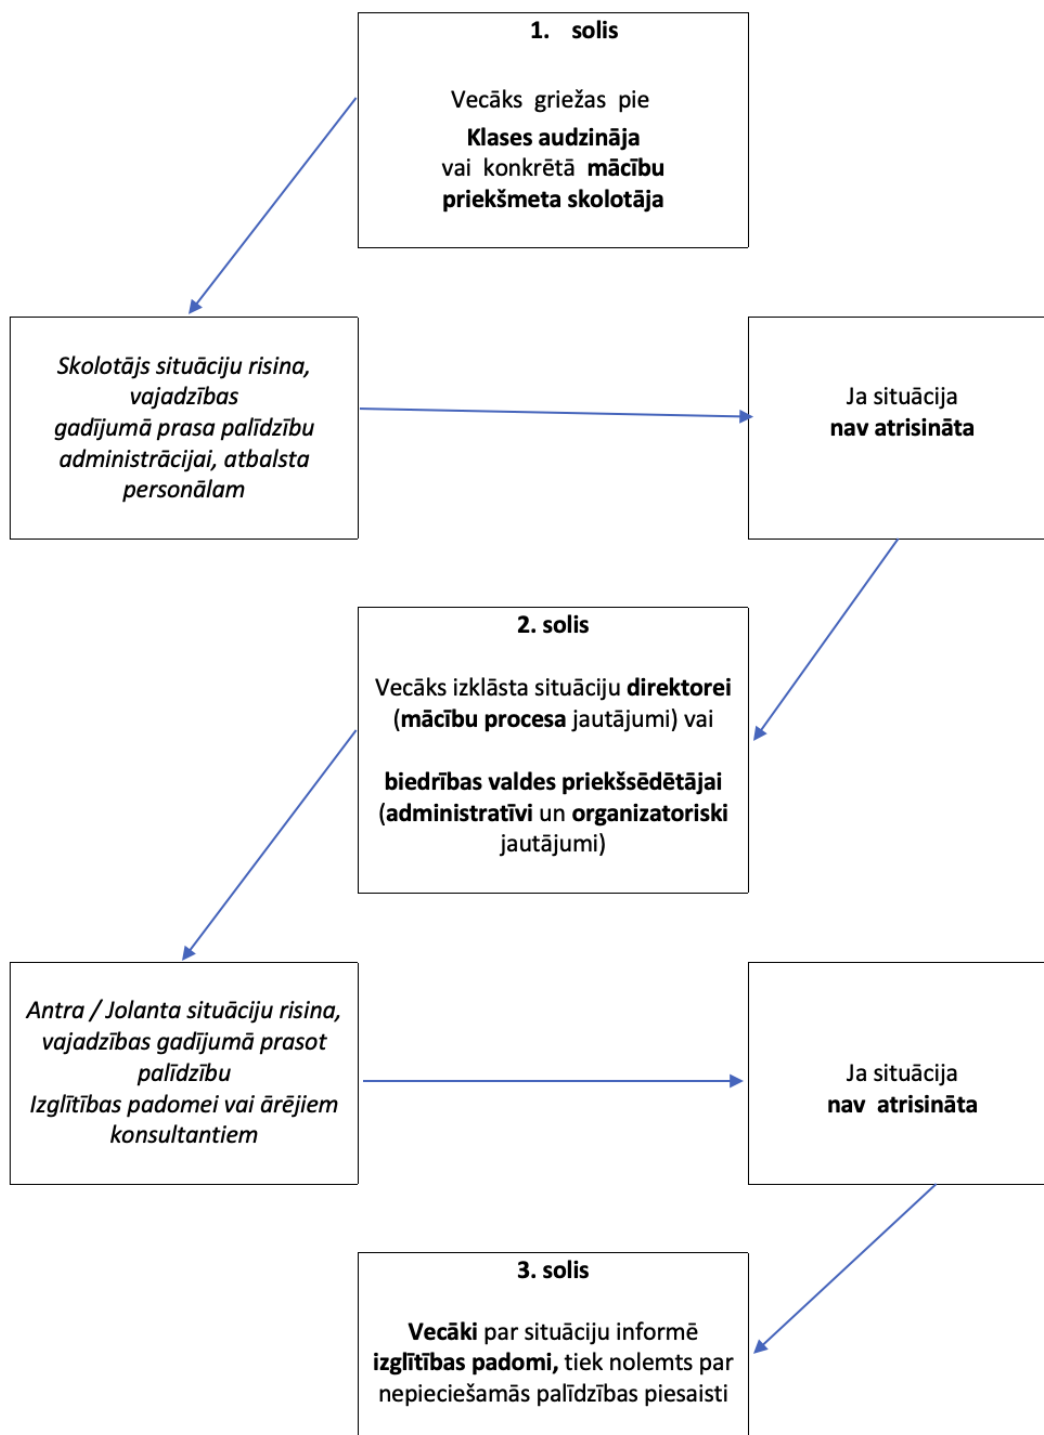 1. solis
Vecāks griežas pie
Klases audzināja
vai konkrētā mācību
priekšmeta skolotāja
Skolotājs situāciju risina,
vajadzības
gadījumā prasa palīdzību
administrācijai, atbalsta
personālam
Ja situācija
nav atrisināta
2. solis
Vecāks izklāsta situāciju direktorei
(mācību procesa jautājumi) vai
biedrības valdes priekšsēdētājai
(administratīvi un organizatoriski
jautājumi)
Antra / Jolanta situāciju risina,
vajadzības gadījumā prasot
palīdzību
Izglītības padomei vai ārējiem
konsultantiem
Ja situācija
nav atrisināta
3. solis
Vecāki par situāciju informē
izglītības padomi, tiek nolemts par
nepieciešamās palīdzības piesaisti